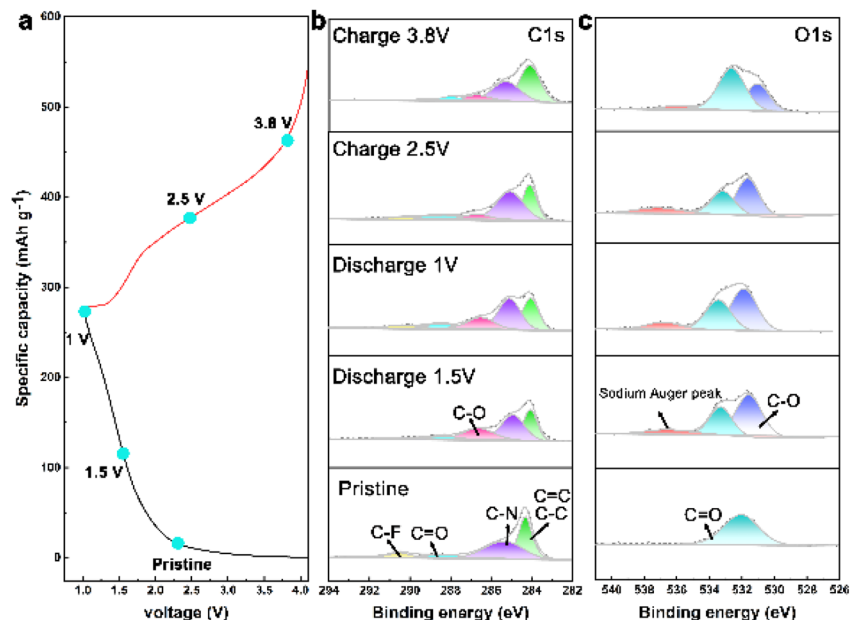 a
600
500
400
300
200
100
0
Specific capacity (mAh g⁻¹)
3.8 V
2.5 V
1 V
1.5 V
Pristine
1.0 1.5 2.0 2.5 3.0 3.5 4.0
voltage (V)
b
Charge 3.8V
C1s
Charge 2.5V
Discharge 1V
Discharge 1.5V
C-O
Pristine
C=C
C-N
C-C
C-F
C=O
294 292 290 288 286 284 282
Binding energy (eV)
c
O1s
Sodium Auger peak
C-O
C=O
540 538 536 534 532 530 528 526
Binding energy (eV)